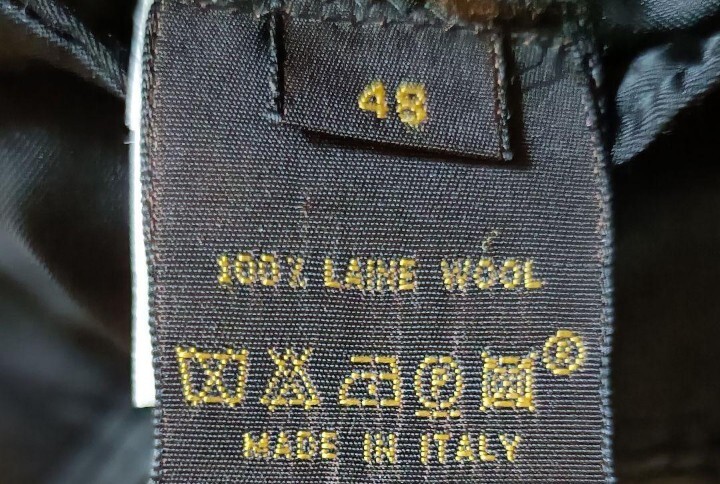 48
100% LAINE WOOL
P ®
MADE IN ITALY